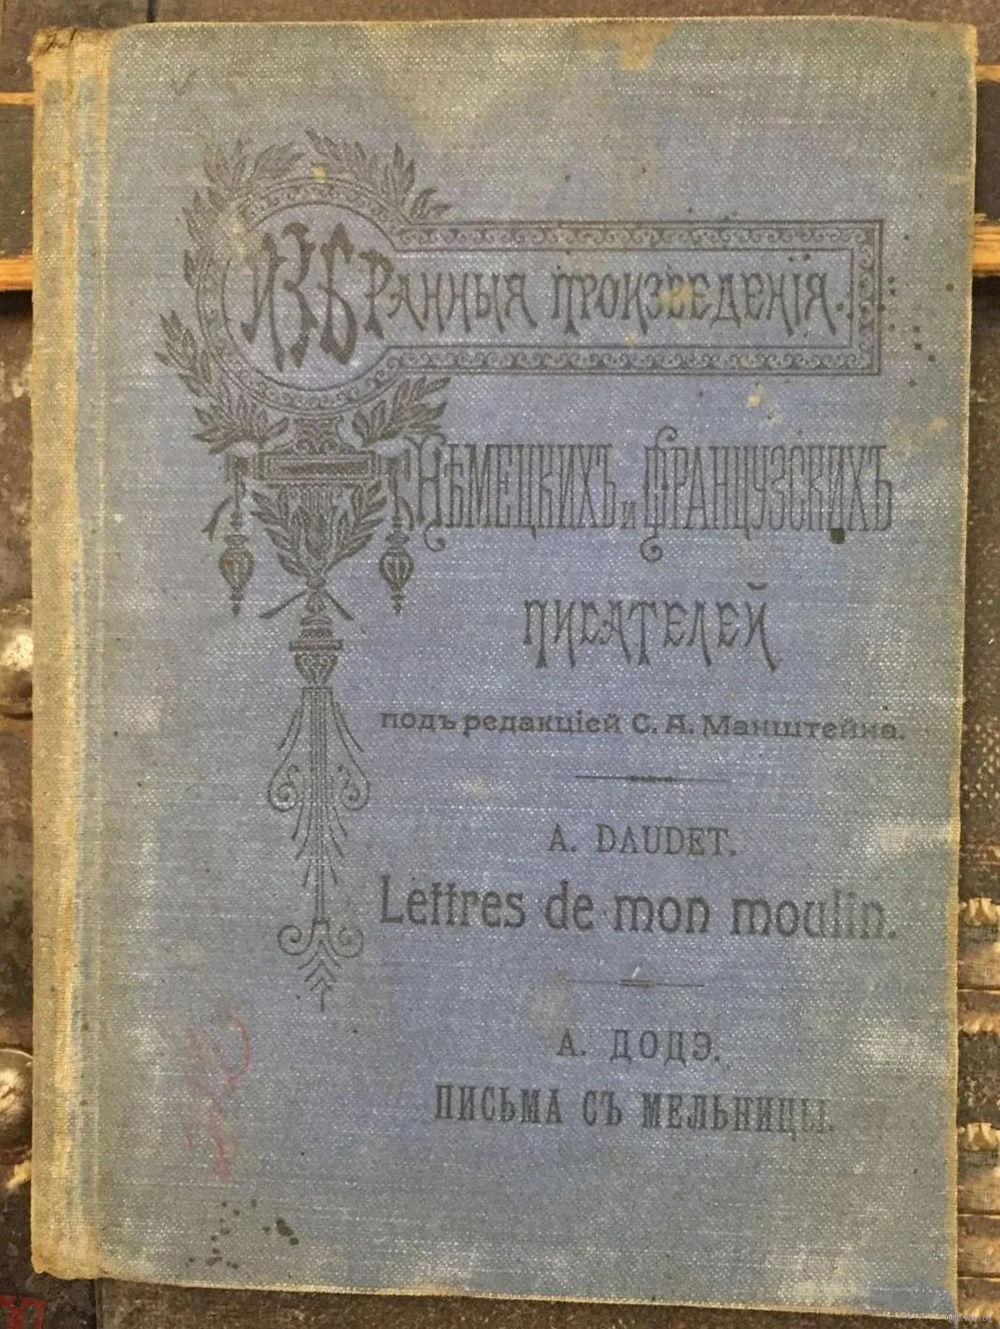 Избранныя произведенія.
Нѣмецкихъ и французскихъ
писателей
подъ редакціей С. А. Манштейна.
A. DAUDET.
Lettres de mon moulin.
А. ДОДЭ.
ПИСЬМА СЪ МЕЛЬНИЦЫ.